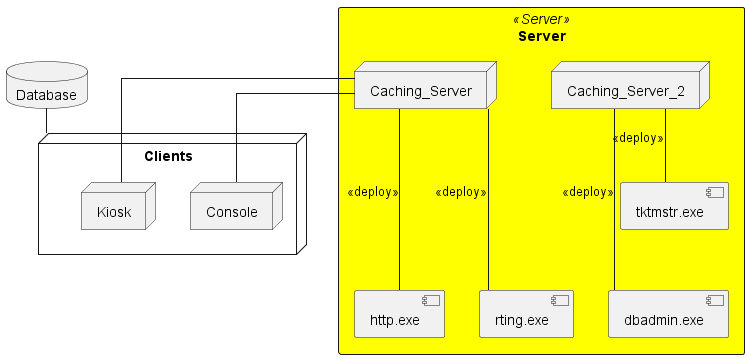 «Server»
Server
Database
Caching_Server
Caching_Server_2
«deploy»
Clients
Kiosk
Console
«deploy»
«deploy»
«deploy»
tktmstr.exe
http.exe
rting.exe
dbadmin.exe